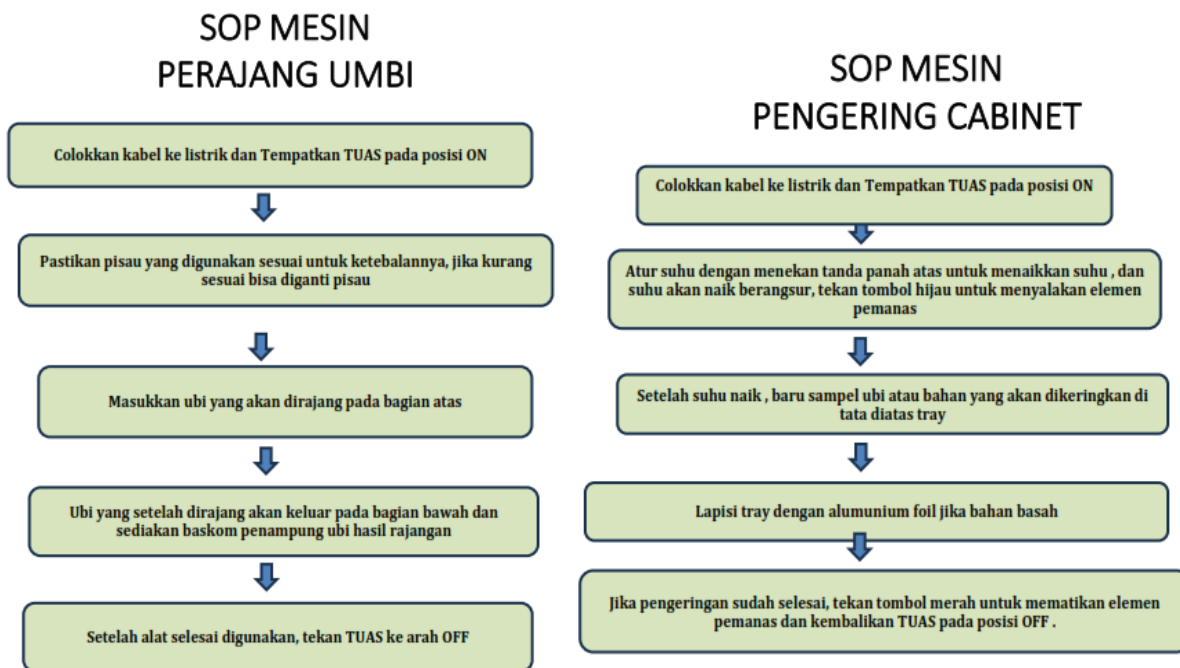 SOP MESIN
PERAJANG UMBI
Colokkan kabel ke listrik dan Tempatkan TUAS pada posisi ON
Pastikan pisau yang digunakan sesuai untuk ketebalannya, jika kurang
sesuai bisa diganti pisau
Masukkan ubi yang akan dirajang pada bagian atas
Ubi yang setelah dirajang akan keluar pada bagian bawah dan
sediakan baskom penampung ubi hasil rajangan
Setelah alat selesai digunakan, tekan TUAS ke arah OFF
SOP MESIN
PENGERING CABINET
Colokkan kabel ke listrik dan Tempatkan TUAS pada posisi ON
Atur suhu dengan menekan tanda panah atas untuk menaikkan suhu , dan
suhu akan naik berangsur, tekan tombol hijau untuk menyalakan elemen
pemanas
Setelah suhu naik , baru sampel ubi atau bahan yang akan dikeringkan di
tata diatas tray
Lapisi tray dengan alumunium foil jika bahan basah
Jika pengeringan sudah selesai, tekan tombol merah untuk mematikan elemen
pemanas dan kembalikan TUAS pada posisi OFF .